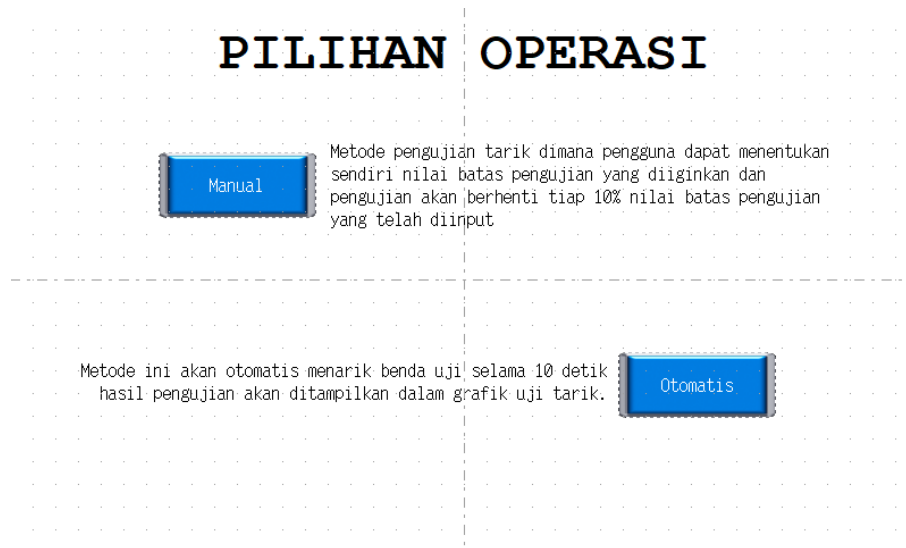 PILIHAN OPERASI
Manual
Metode pengujian tarik dimana pengguna dapat menentukan
sendiri nilai batas pengujian yang diiginkan dan
pengujian akan berhenti tiap 10% nilai batas pengujian
yang telah diinput
Metode ini akan otomatis menarik benda uji selama 10 detik
hasil pengujian akan ditampilkan dalam grafik uji tarik.
Otomatis